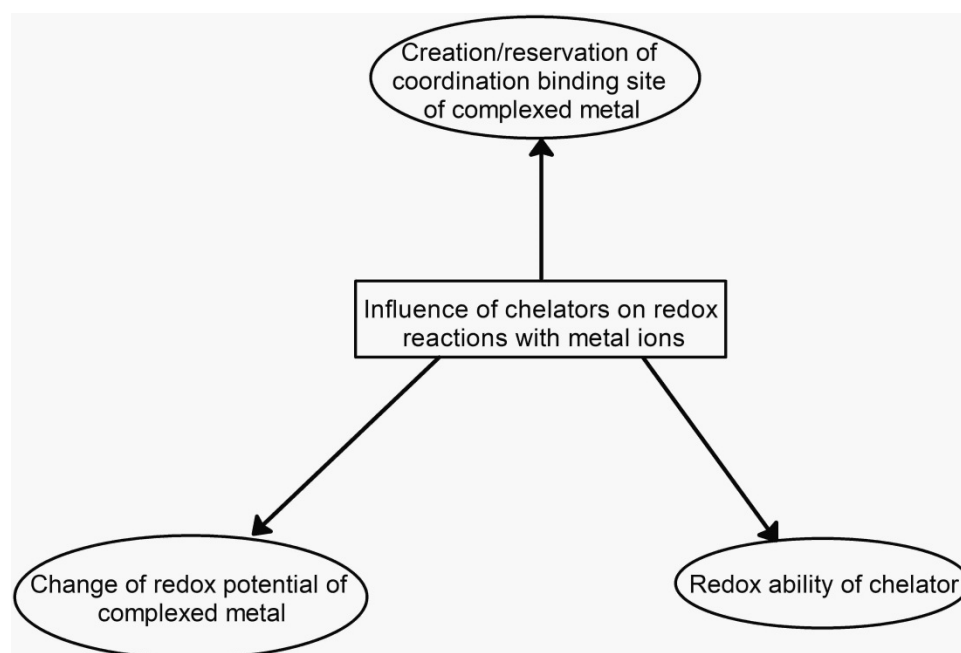 Creation/reservation of
coordination binding site
of complexed metal
Influence of chelators on redox
reactions with metal ions
Change of redox potential of
complexed metal
Redox ability of chelator